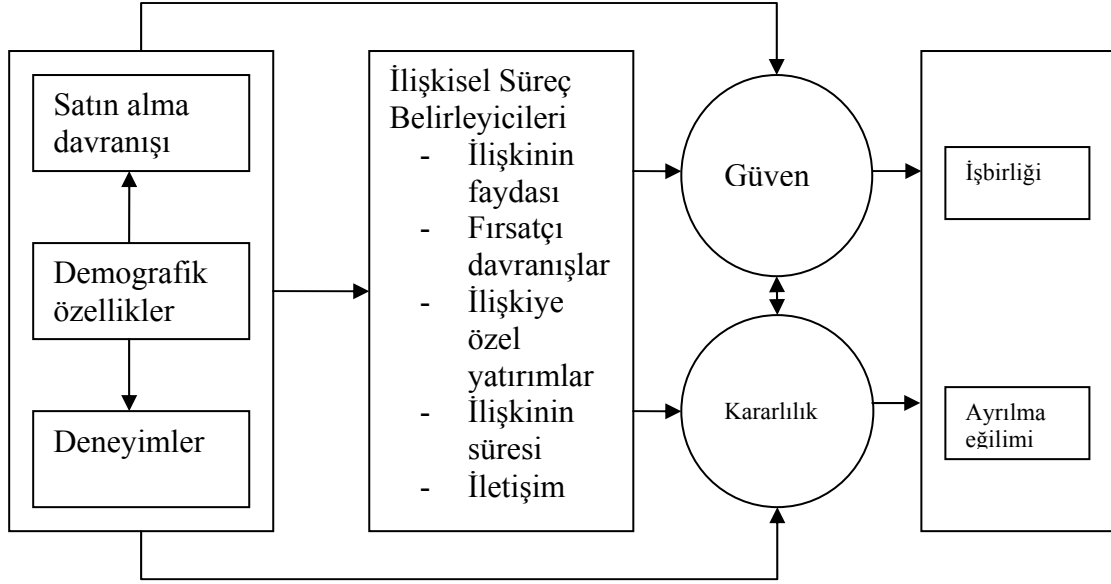 Satın alma
davranışı
Demografik
özellikler
Deneyimler
İlişkisel Süreç
Belirleyicileri
- İlişkinin
faydası
- Fırsatçı
davranışlar
- İlişkiye
özel
yatırımlar
- İlişkinin
süresi
- İletişim
Güven
Kararlılık
İşbirliği
Ayrılma
eğilimi